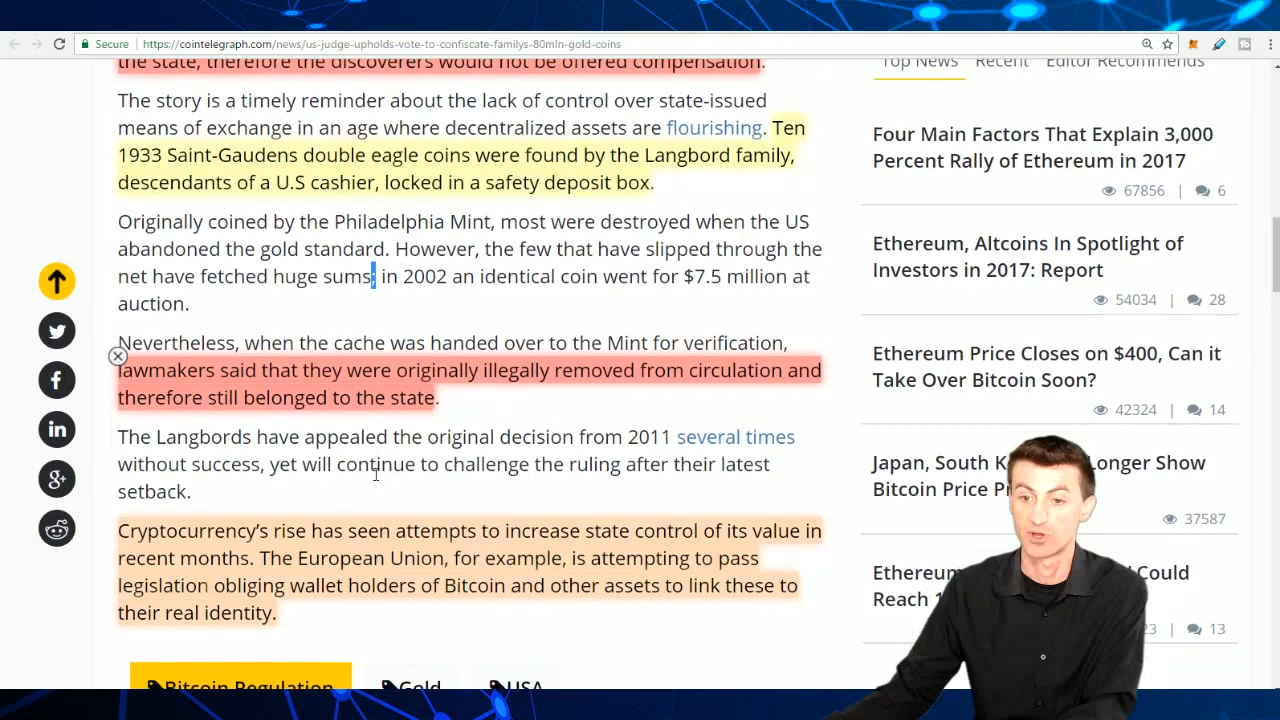 Secure
https://cointelegraph.com/news/us-judge-upholds-vote-to-confiscate-familys-80mln-gold-coins
the state, therefore the discoverers would not be offered compensation.
The story is a timely reminder about the lack of control over state-issued
means of exchange in an age where decentralized assets are flourishing. Ten
1933 Saint-Gaudens double eagle coins were found by the Langbord family,
descendants of a U.S cashier, locked in a safety deposit box.
Originally coined by the Philadelphia Mint, most were destroyed when the US
abandoned the gold standard. However, the few that have slipped through the
net have fetched huge sums; in 2002 an identical coin went for $7.5 million at
auction.
Nevertheless, when the cache was handed over to the Mint for verification,
lawmakers said that they were originally illegally removed from circulation and
therefore still belonged to the state.
The Langbords have appealed the original decision from 2011 several times
without success, yet will continue to challenge the ruling after their latest
setback.
Cryptocurrency’s rise has seen attempts to increase state control of its value in
recent months. The European Union, for example, is attempting to pass
legislation obliging wallet holders of Bitcoin and other assets to link these to
their real identity.
Bitcoin Regulation
Gold
USA
Top News Recent Editor Recommends
Four Main Factors That Explain 3,000
Percent Rally of Ethereum in 2017
67856 | 6
Ethereum, Altcoins In Spotlight of
Investors in 2017: Report
54034 | 28
Ethereum Price Closes on $400, Can it
Take Over Bitcoin Soon?
42324 | 14
Japan, South Longer Show
Bitcoin Price
37587
Could
Reach
13